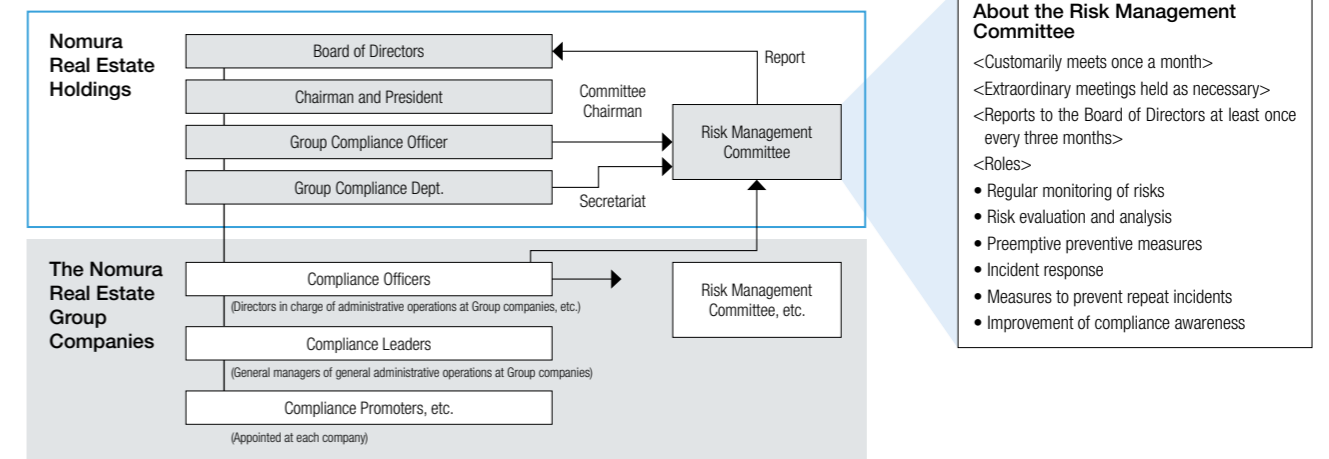 Nomura
Real Estate
Holdings
Board of Directors
Chairman and President
Group Compliance Officer
Group Compliance Dept.
Report
Committee
Chairman
Secretariat
Risk Management
Committee
The Nomura
Real Estate
Group
Companies
Compliance Officers
(Directors in charge of administrative operations at Group companies, etc.)
Compliance Leaders
(General managers of general administrative operations at Group companies)
Compliance Promoters, etc.
(Appointed at each company)
Risk Management
Committee, etc.
About the Risk Management
Committee
<Customarily meets once a month>
<Extraordinary meetings held as necessary>
<Reports to the Board of Directors at least once
every three months>
<Roles>
• Regular monitoring of risks
• Risk evaluation and analysis
• Preemptive preventive measures
• Incident response
• Measures to prevent repeat incidents
• Improvement of compliance awareness